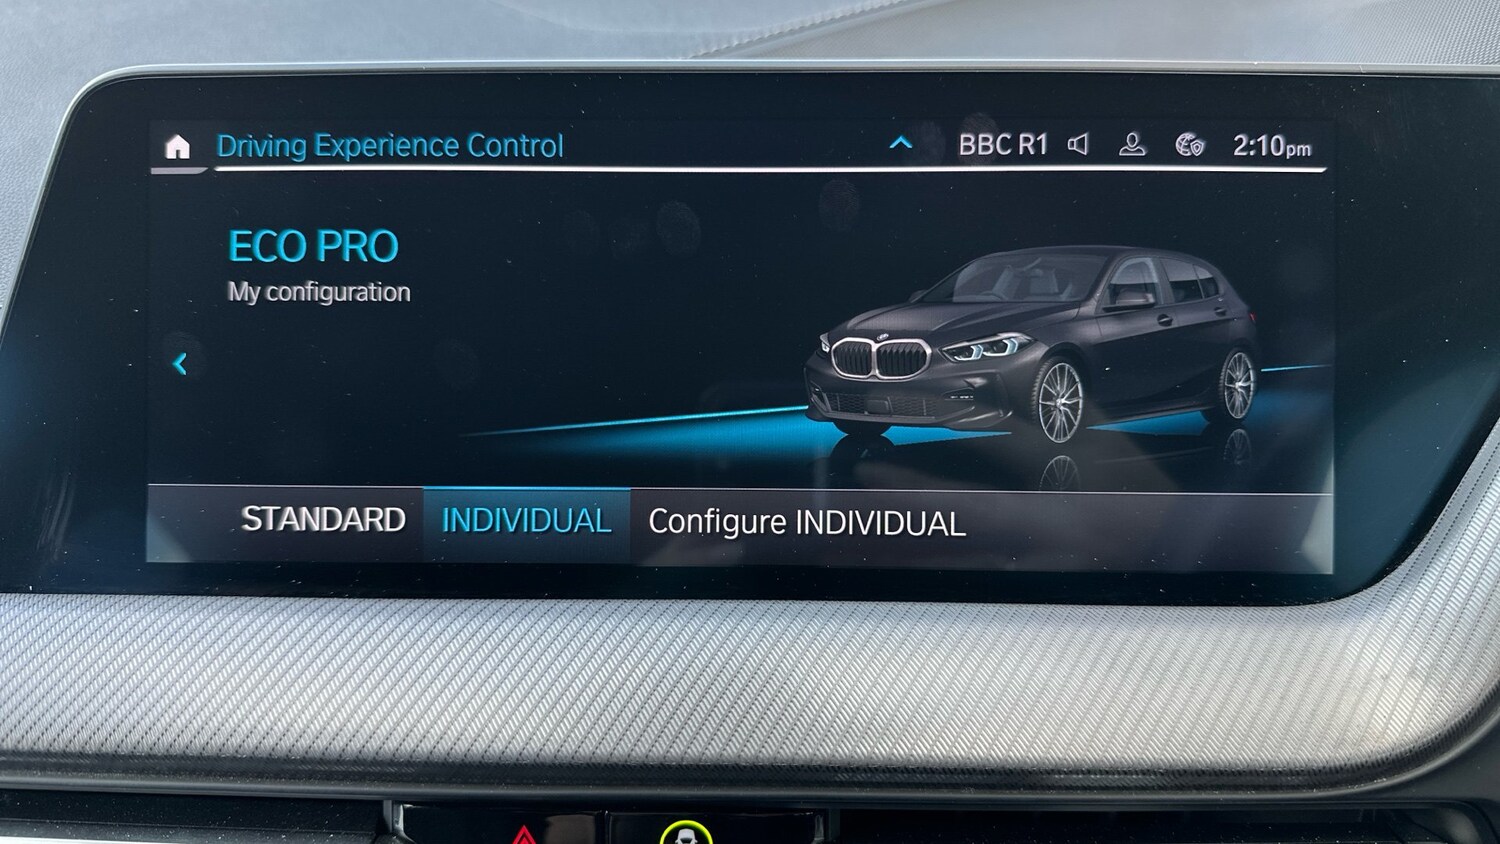 Driving Experience Control
BBC R1
2:10pm
ECO PRO
My configuration
STANDARD
INDIVIDUAL
Configure INDIVIDUAL